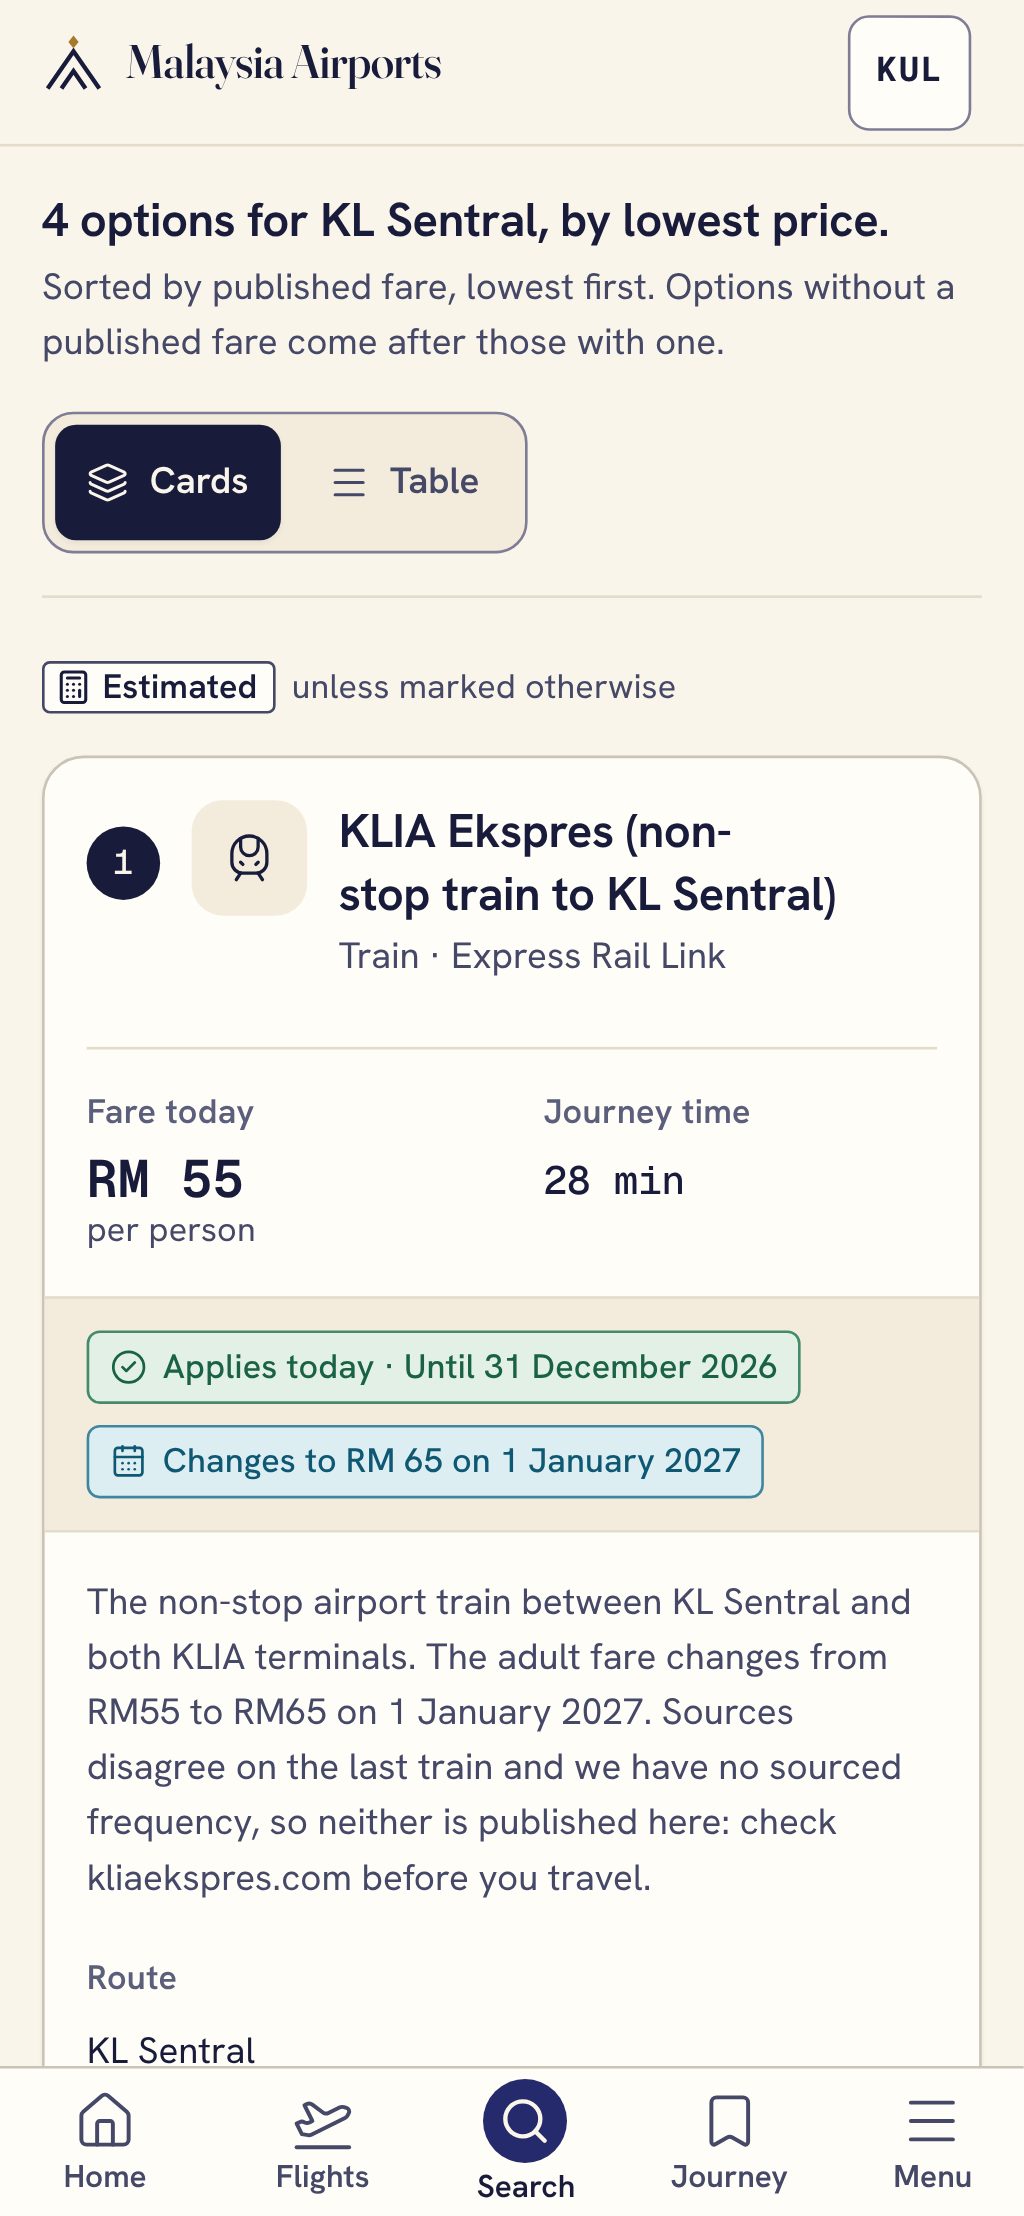 Malaysia Airports
KUL
4 options for KL Sentral, by lowest price.
Sorted by published fare, lowest first. Options without a
published fare come after those with one.
Cards
Table
Estimated unless marked otherwise
1
KLIA Ekspres (non-
stop train to KL Sentral)
Train · Express Rail Link
Fare today
RM 55
per person
Journey time
28 min
Applies today · Until 31 December 2026
Changes to RM 65 on 1 January 2027
The non-stop airport train between KL Sentral and
both KLIA terminals. The adult fare changes from
RM55 to RM65 on 1 January 2027. Sources
disagree on the last train and we have no sourced
frequency, so neither is published here: check
kliaekspres.com before you travel.
Route
KL Sentral
Home
Flights
Search
Journey
Menu